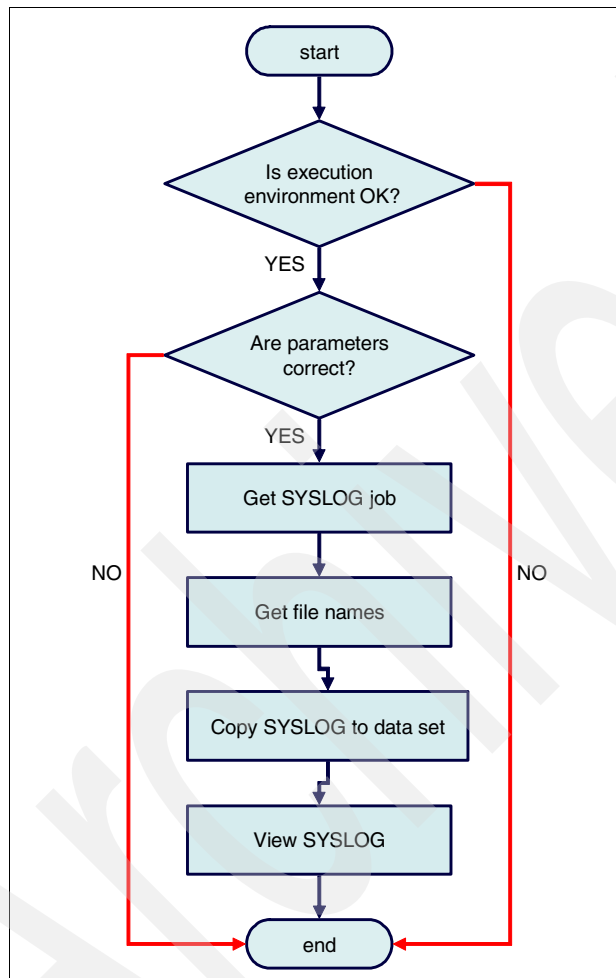 start
Is execution
environment OK?
YES
Are parameters
correct?
YES
Get SYSLOG job
NO
NO
Get file names
Copy SYSLOG to data set
View SYSLOG
end
Archive